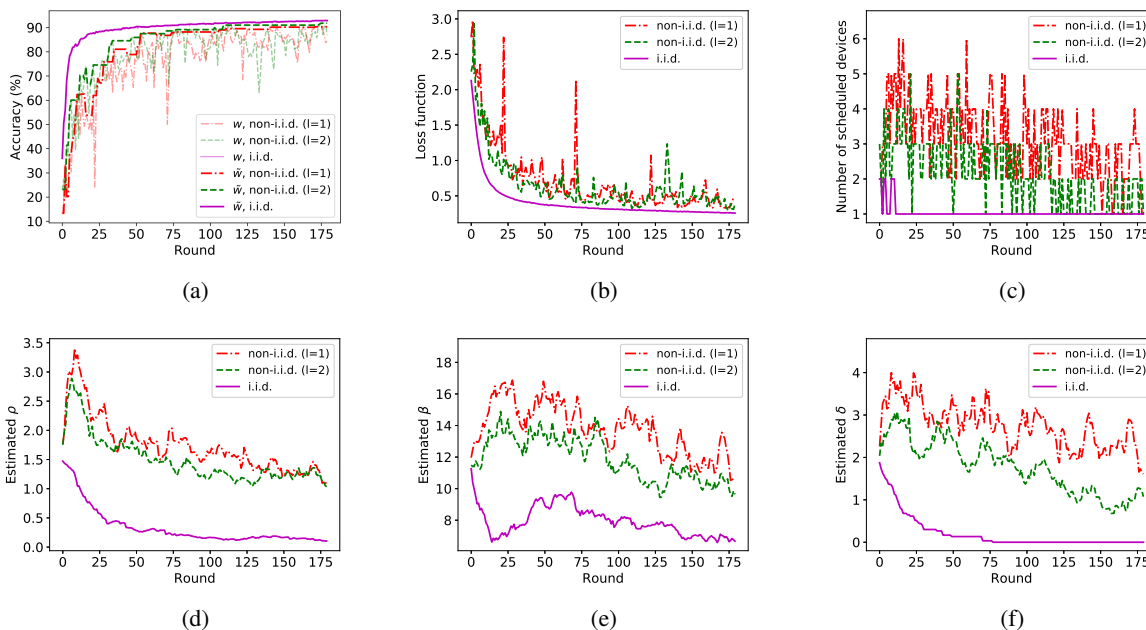 Accuracy (%)
90
80
70
60
50
40
30
20
10
0 25 50 75 100 125 150 175
Round
w, non-i.i.d. (l=1)
w, non-i.i.d. (l=2)
w, i.i.d.
w̃, non-i.i.d. (l=1)
w̃, non-i.i.d. (l=2)
w̃, i.i.d.
(a)
Loss function
3.0
2.5
2.0
1.5
1.0
0.5
0 25 50 75 100 125 150 175
Round
non-i.i.d. (l=1)
non-i.i.d. (l=2)
i.i.d.
(b)
Number of scheduled devices
6
5
4
3
2
1
0 25 50 75 100 125 150 175
Round
non-i.i.d. (l=1)
non-i.i.d. (l=2)
i.i.d.
(c)
Estimated ρ
3.5
3.0
2.5
2.0
1.5
1.0
0.5
0.0
0 25 50 75 100 125 150 175
Round
non-i.i.d. (l=1)
non-i.i.d. (l=2)
i.i.d.
(d)
Estimated β
18
16
14
12
10
8
0 25 50 75 100 125 150 175
Round
non-i.i.d. (l=1)
non-i.i.d. (l=2)
i.i.d.
(e)
Estimated δ
4
3
2
1
0
0 25 50 75 100 125 150 175
Round
non-i.i.d. (l=1)
non-i.i.d. (l=2)
i.i.d.
(f)